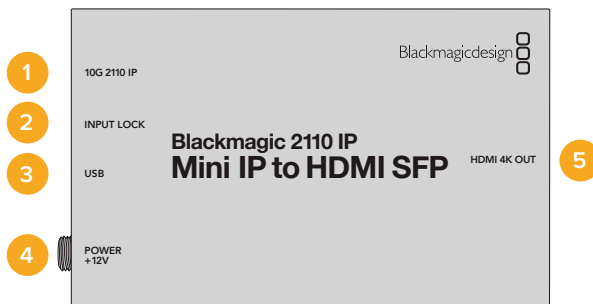 1
10G 2110 IP
Blackmagicdesign
2
INPUT LOCK
Blackmagic 2110 IP
Mini IP to HDMI SFP
3
USB
HDMI 4K OUT
5
4
POWER
+12V